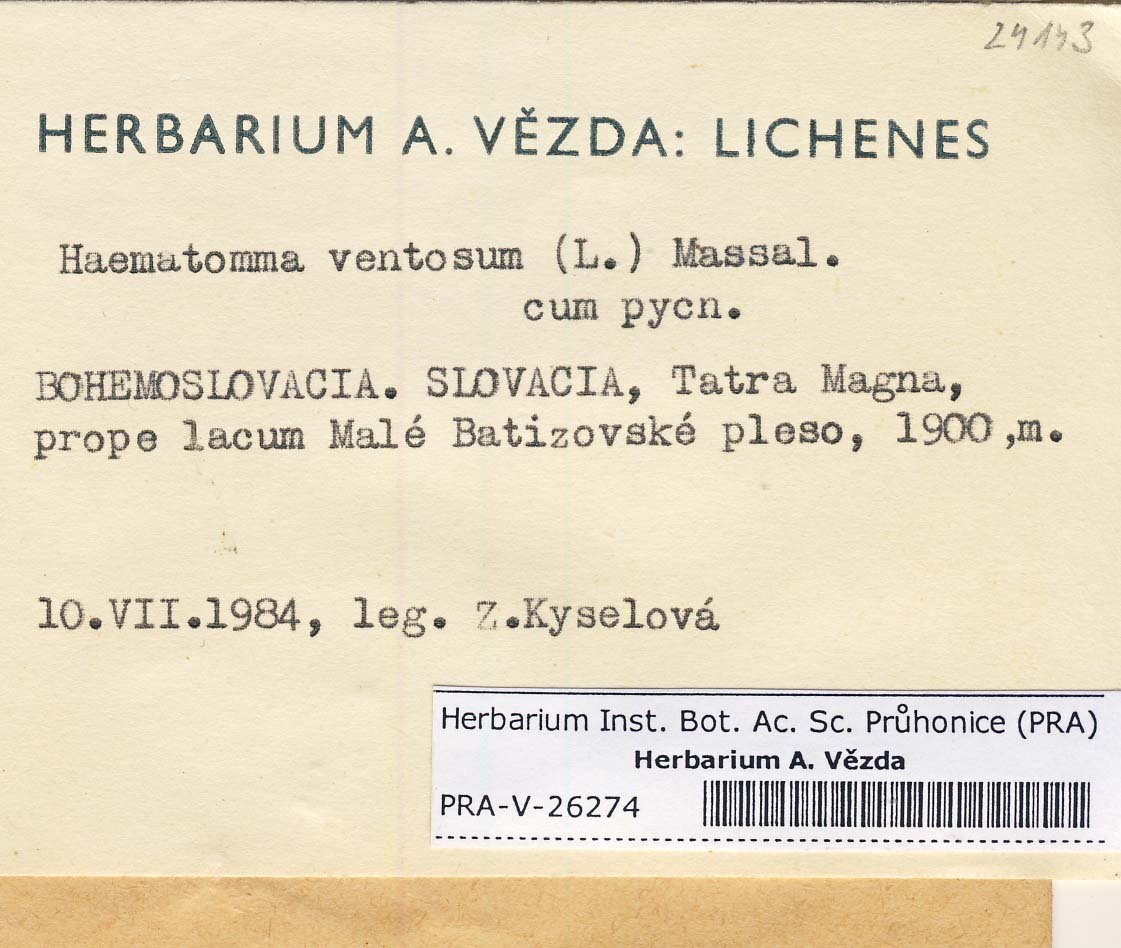 24143
HERBARIUM A. VĚZDA: LICHENES
Haematomma ventosum (L.) Massal.
cum pycn.
BOHEMOSLOVACIA. SLOVACIA, Tatra Magna,
prope lacum Malé Batizovské pleso, 1900 ,m.
10.VII.1984, leg. Z.Kyselová
Herbarium Inst. Bot. Ac. Sc. Průhonice (PRA)
Herbarium A. Vězda
PRA-V-26274